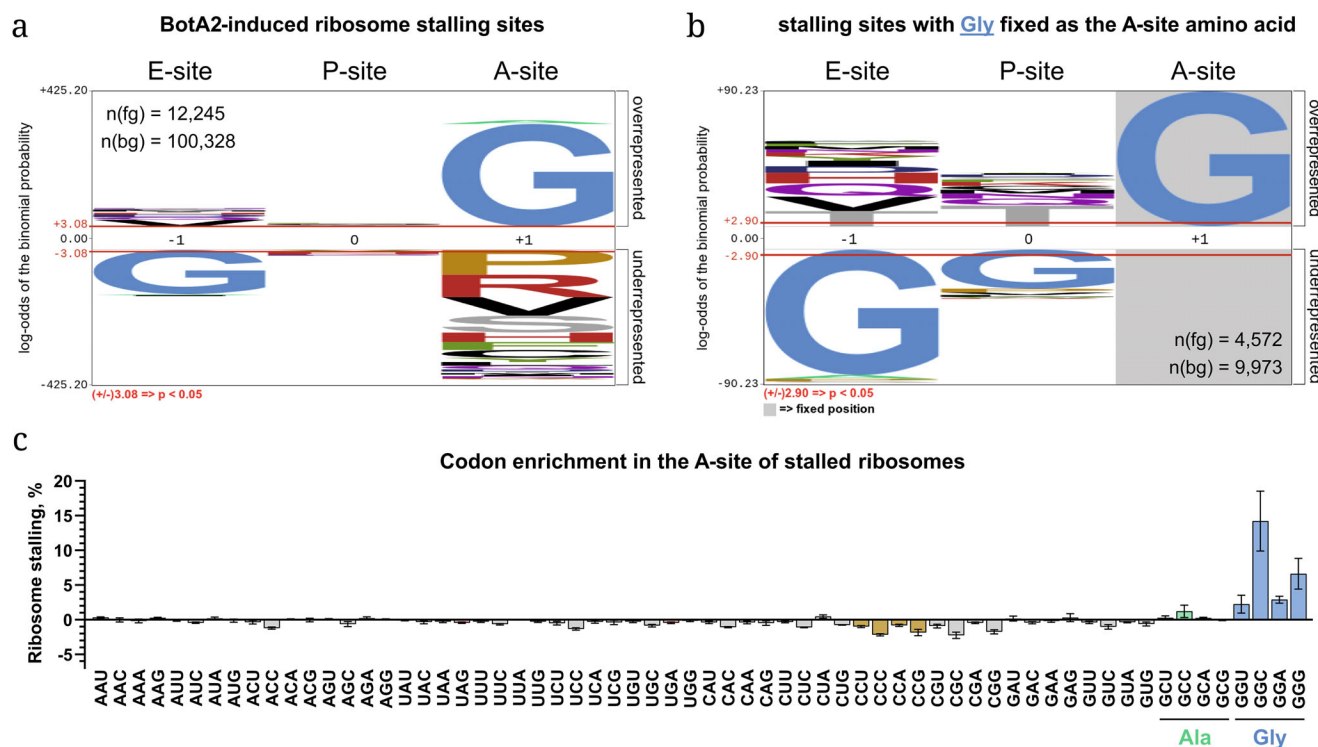 a
BotA2-induced ribosome stalling sites
E-site P-site A-site
+425.20
n(fg) = 12,245
n(bg) = 100,328
overrepresented
log-odds of the binomial probability
G
+3.08
0.00
-1 0 +1
-3.08
G
P
R
V
S
underrepresented
-425.20
(+/-)3.08 => p < 0.05
b
stalling sites with Gly fixed as the A-site amino acid
E-site P-site A-site
+90.23
overrepresented
log-odds of the binomial probability
G
+2.90
0.00
-1 0 +1
-2.90
G G
underrepresented
n(fg) = 4,572
n(bg) = 9,973
-90.23
(+/-)2.90 => p < 0.05
=> fixed position
c
Codon enrichment in the A-site of stalled ribosomes
Ribosome stalling, %
20
15
10
5
0
-5
AAU AAC AAA AAG AUU AUC AUA AUG ACU ACC ACA ACG AGU AGC AGA AGG UAU UAC UAA UAG UUU UUC UUA UUG UCU UCC UCA UCG UGU UGC UGA UGG CAU CAC CAA CAG CUU CUC CUA CUG CCU CCC CCA CCG CGU CGC CGA CGG GAU GAC GAA GAG GUU GUC GUA GUG GCU GCC GCA GCG GGU GGC GGA GGG
Ala Gly